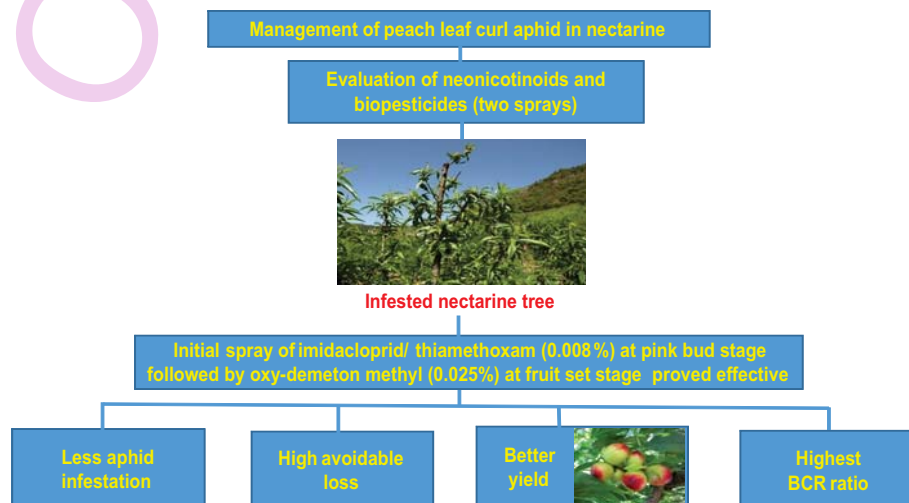 Management of peach leaf curl aphid in nectarine
Evaluation of neonicotinoids and
biopesticides (two sprays)
Infested nectarine tree
Initial spray of imidacloprid/ thiamethoxam (0.008%) at pink bud stage
followed by oxy-demeton methyl (0.025%) at fruit set stage proved effective
Less aphid
infestation
High avoidable
loss
Better
yield
Highest
BCR ratio